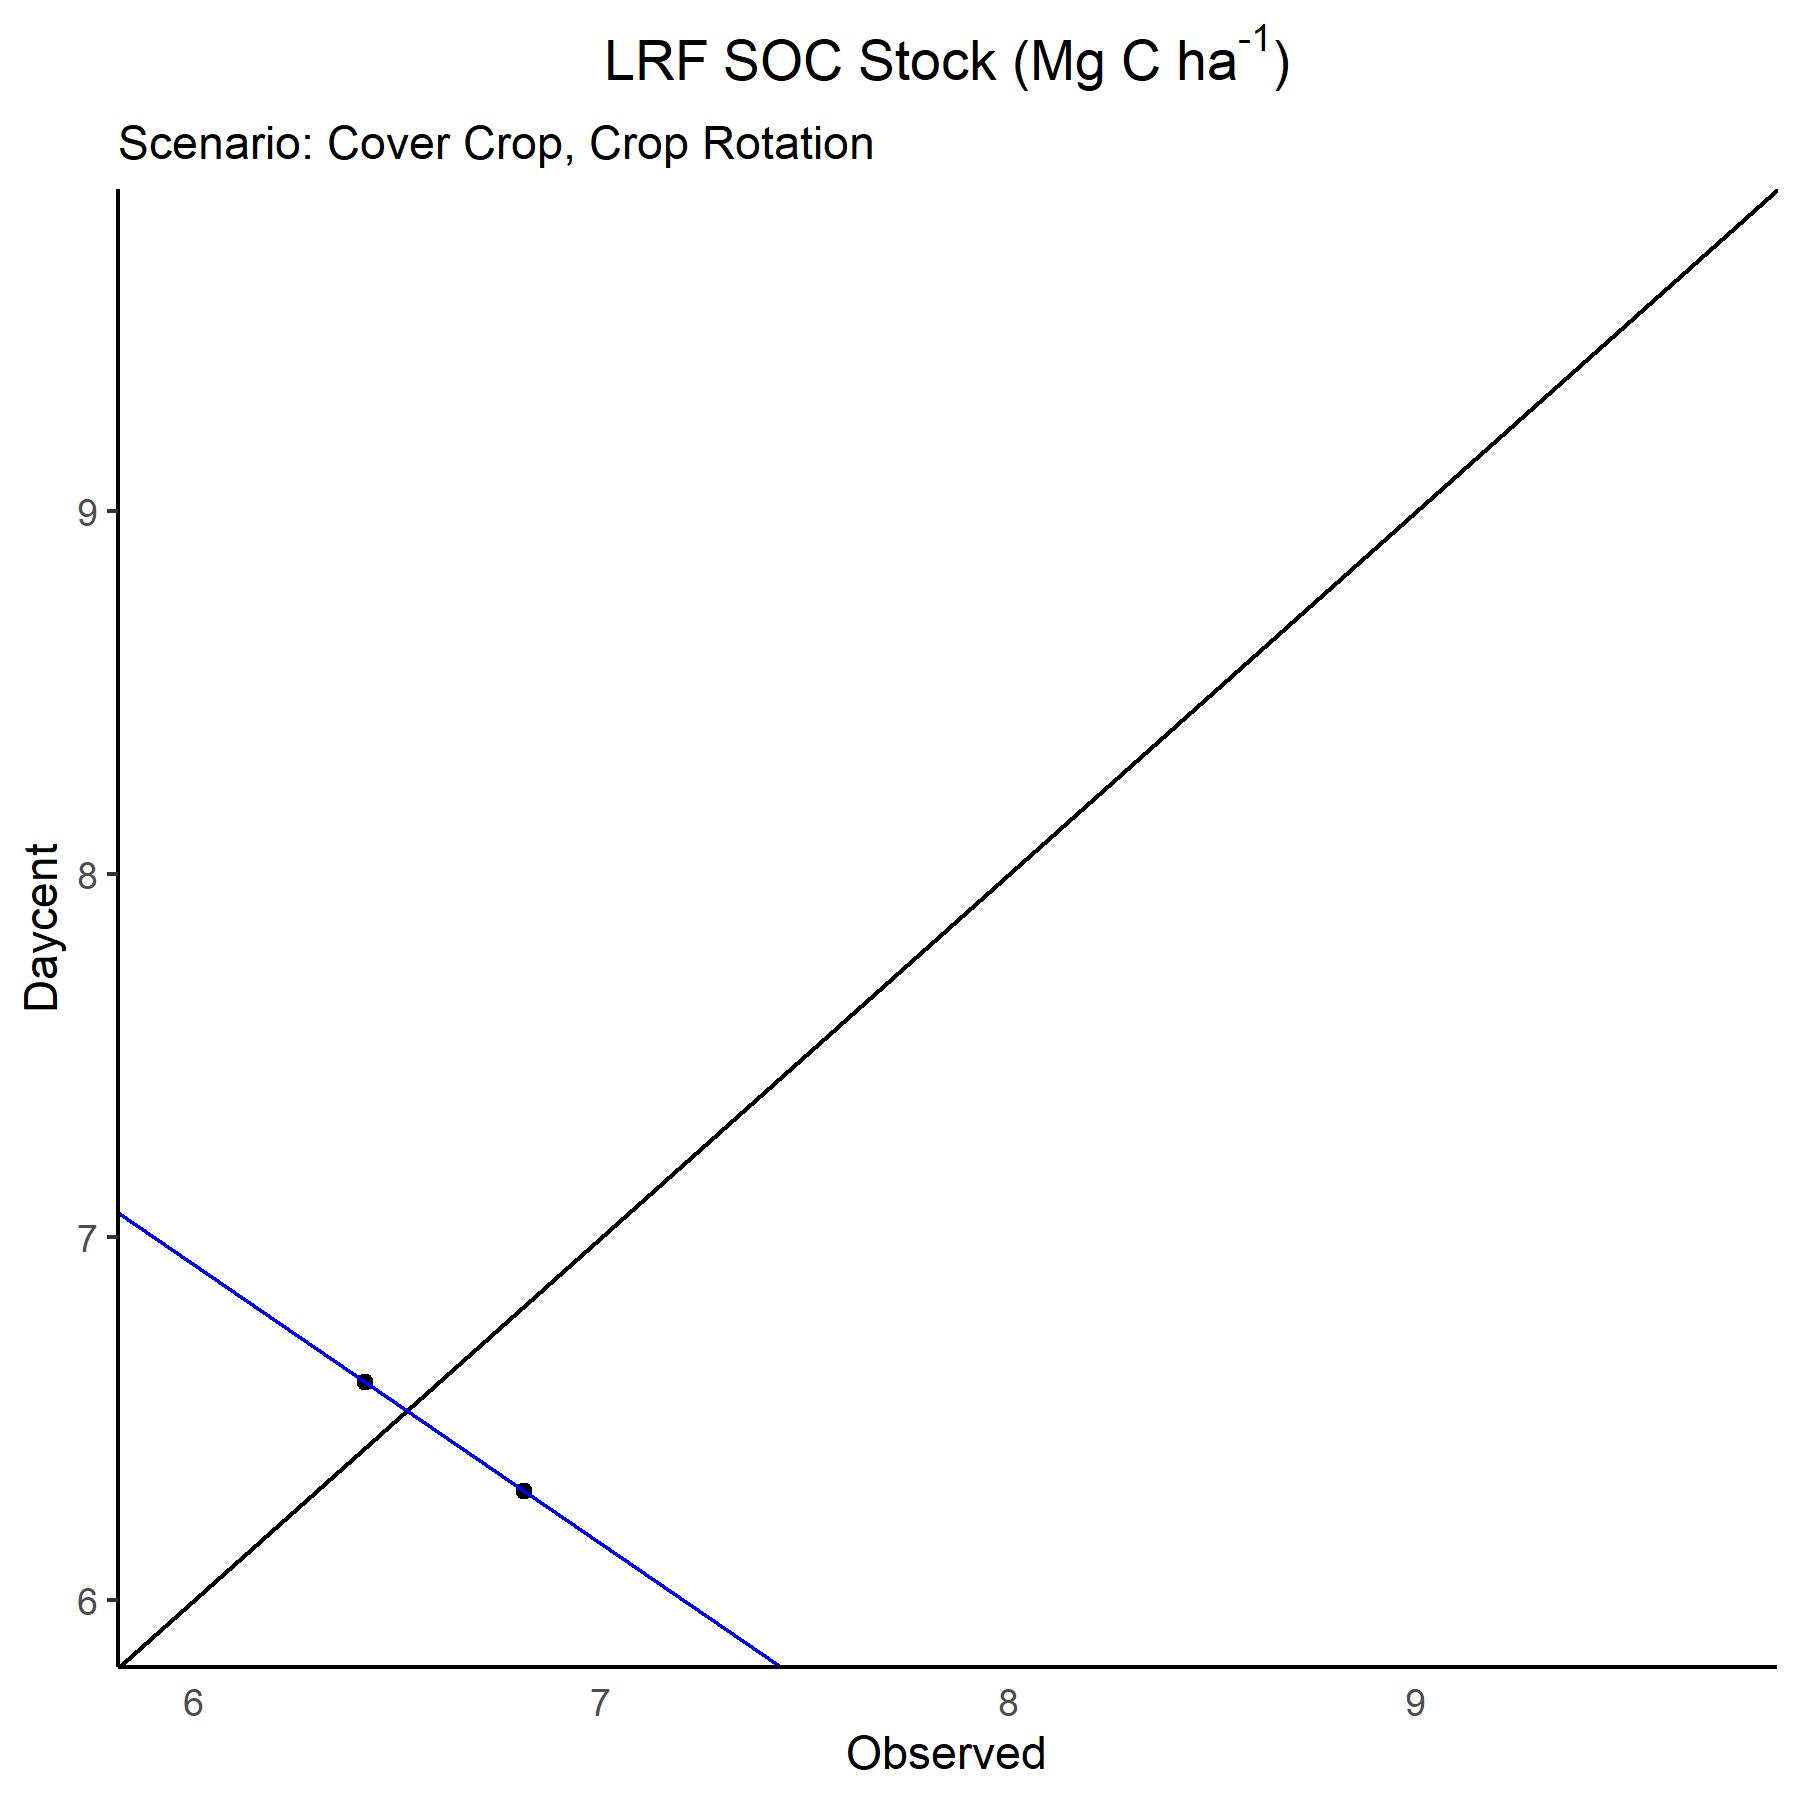 LRF SOC Stock (Mg C ha⁻¹)
Scenario: Cover Crop, Crop Rotation
Daycent
9
8
7
6
6 7 8 9
Observed